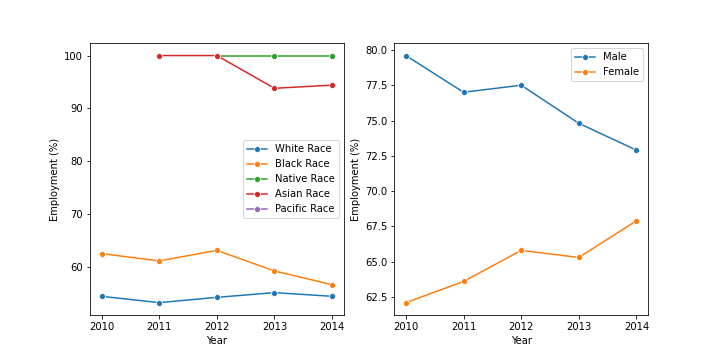 100
90
80
70
60
Employment (%)
2010 2011 2012 2013 2014
Year
White Race
Black Race
Native Race
Asian Race
Pacific Race
80.0
77.5
75.0
72.5
70.0
67.5
65.0
62.5
Employment (%)
2010 2011 2012 2013 2014
Year
Male
Female